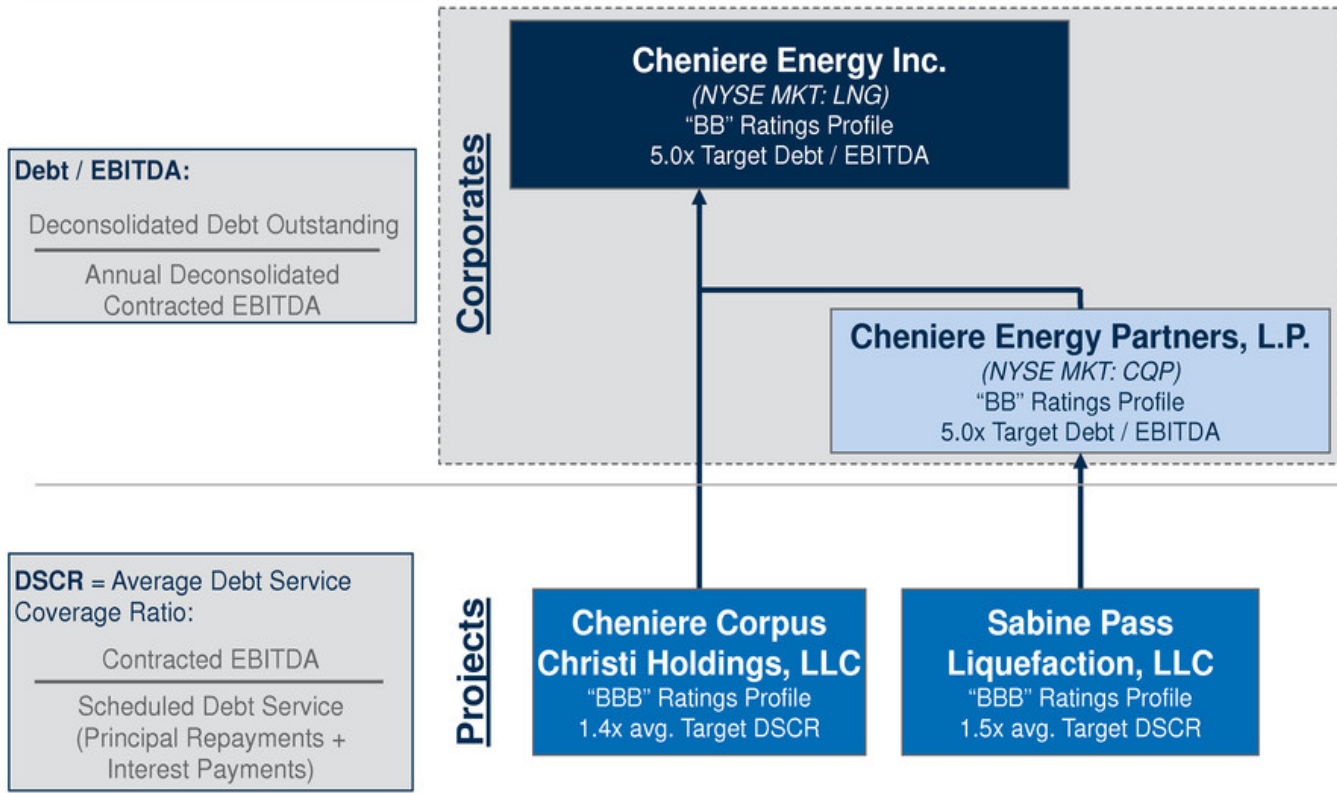 Cheniere Energy Inc.
(NYSE MKT: LNG)
“BB” Ratings Profile
5.0x Target Debt / EBITDA
Debt / EBITDA:
Deconsolidated Debt Outstanding
Annual Deconsolidated
Contracted EBITDA
Corporates
Cheniere Energy Partners, L.P.
(NYSE MKT: CQP)
“BB” Ratings Profile
5.0x Target Debt / EBITDA
DSCR = Average Debt Service
Coverage Ratio:
Contracted EBITDA
Scheduled Debt Service
(Principal Repayments +
Interest Payments)
Projects
Cheniere Corpus
Christi Holdings, LLC
“BBB” Ratings Profile
1.4x avg. Target DSCR
Sabine Pass
Liquefaction, LLC
“BBB” Ratings Profile
1.5x avg. Target DSCR